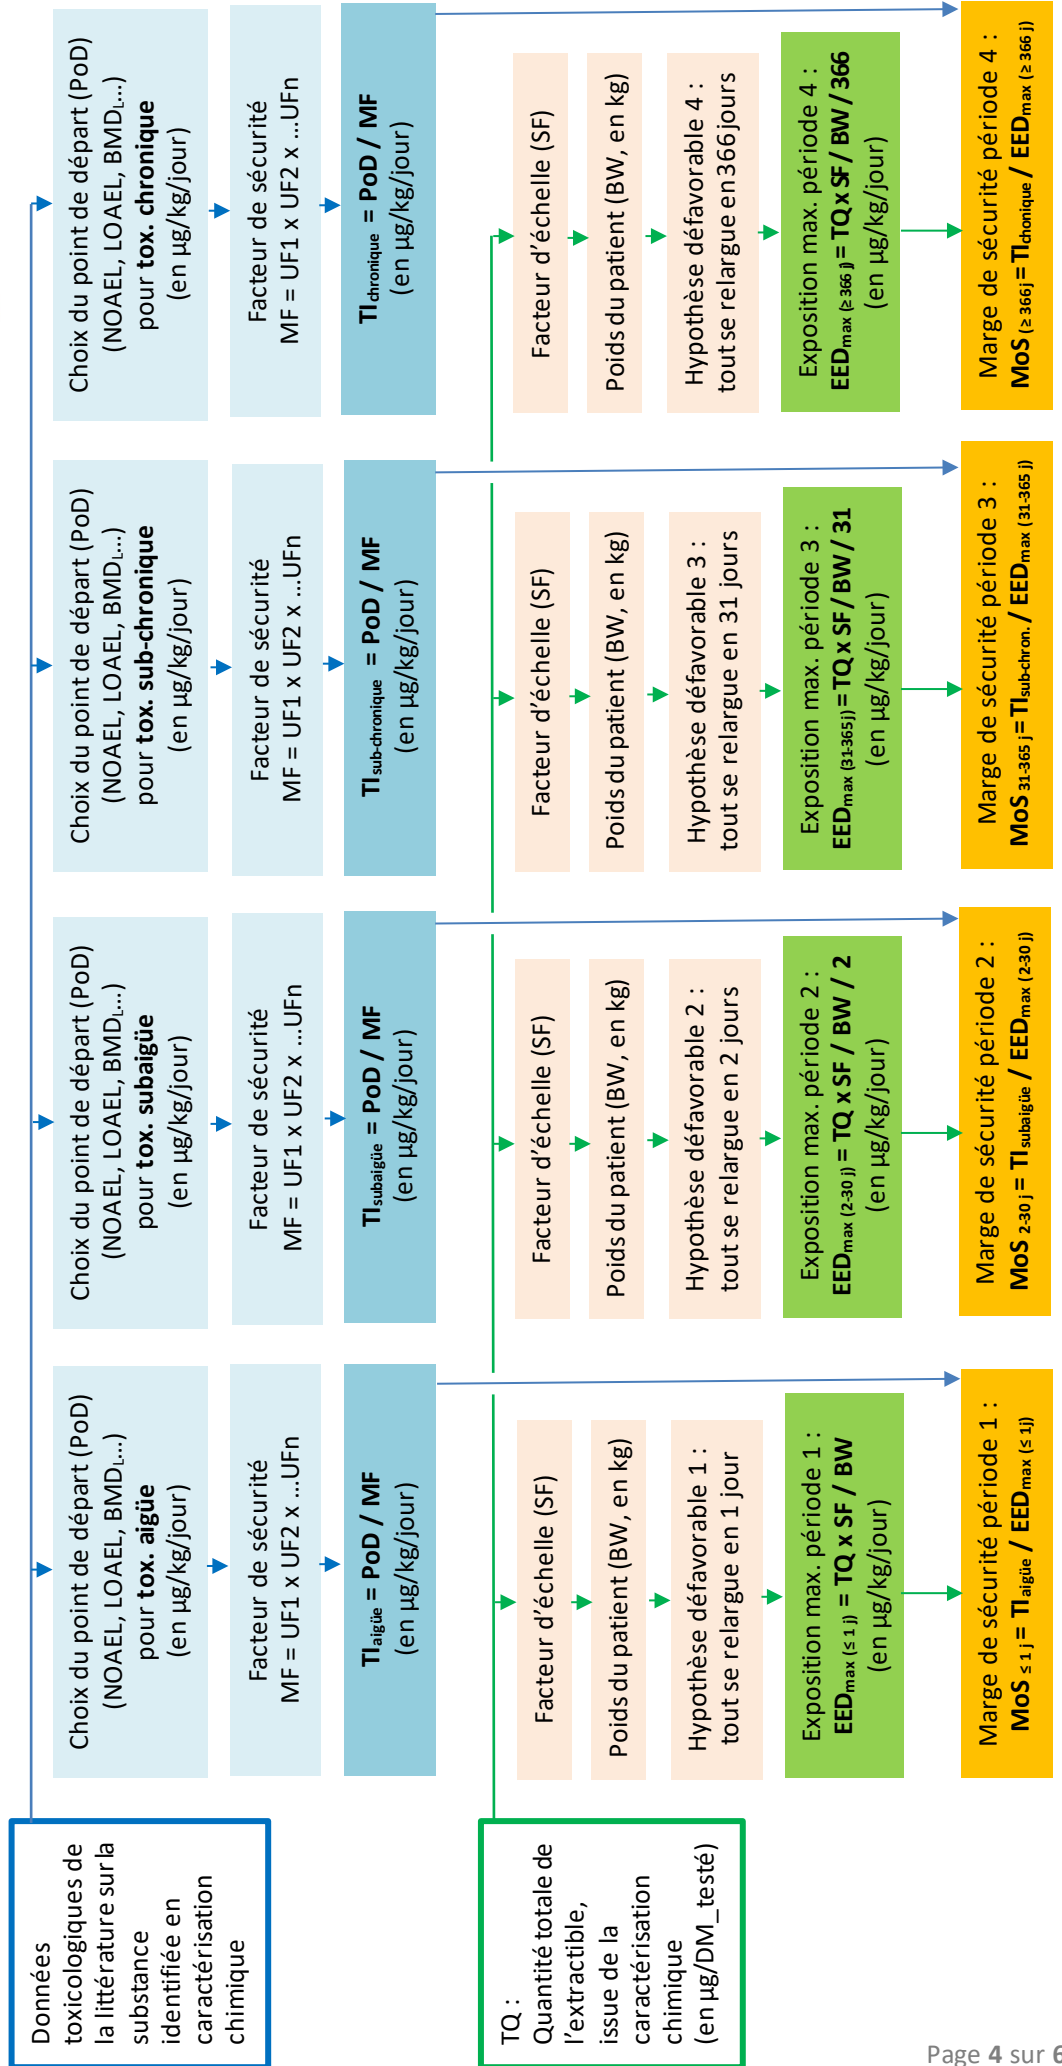 Données
toxicologiques de
la littérature sur la
substance
identifiée en
caractérisation
chimique
Choix du point de départ (PoD)
(NOAEL, LOAEL, BMDL...)
pour tox. aigüe
(en µg/kg/jour)
Facteur de sécurité
MF = UF1 x UF2 x ...UFn
TIaigüe = PoD / MF
(en µg/kg/jour)
Choix du point de départ (PoD)
(NOAEL, LOAEL, BMDL...)
pour tox. subaigüe
(en µg/kg/jour)
Facteur de sécurité
MF = UF1 x UF2 x ...UFn
TIsubaigüe = PoD / MF
(en µg/kg/jour)
Choix du point de départ (PoD)
(NOAEL, LOAEL, BMDL...)
pour tox. sub-chronique
(en µg/kg/jour)
Facteur de sécurité
MF = UF1 x UF2 x ...UFn
TIsub-chronique = PoD / MF
(en µg/kg/jour)
Choix du point de départ (PoD)
(NOAEL, LOAEL, BMDL...)
pour tox. chronique
(en µg/kg/jour)
Facteur de sécurité
MF = UF1 x UF2 x ...UFn
TIchronique = PoD / MF
(en µg/kg/jour)
TQ :
Quantité totale de
l'extractible,
issue de la
caractérisation
chimique
(en µg/DM_testé)
Facteur d'échelle (SF)
Poids du patient (BW, en kg)
Hypothèse défavorable 1 :
tout se relargue en 1 jour
Exposition max. période 1 :
EEDmax (≤ 1 j) = TQ x SF / BW
(en µg/kg/jour)
Marge de sécurité période 1 :
MoS ≤ 1 j = TIaigüe / EEDmax (≤ 1j)
Facteur d'échelle (SF)
Poids du patient (BW, en kg)
Hypothèse défavorable 2 :
tout se relargue en 2 jours
Exposition max. période 2 :
EEDmax (2-30 j) = TQ x SF / BW / 2
(en µg/kg/jour)
Marge de sécurité période 2 :
MoS 2-30 j = TIsubaigüe / EEDmax (2-30 j)
Facteur d'échelle (SF)
Poids du patient (BW, en kg)
Hypothèse défavorable 3 :
tout se relargue en 31 jours
Exposition max. période 3 :
EEDmax (31-365 j) = TQ x SF / BW / 31
(en µg/kg/jour)
Marge de sécurité période 3 :
MoS 31-365 j = TIsub-chron. / EEDmax (31-365 j)
Facteur d'échelle (SF)
Poids du patient (BW, en kg)
Hypothèse défavorable 4 :
tout se relargue en 366 jours
Exposition max. période 4 :
EEDmax (≥ 366 j) = TQ x SF / BW / 366
(en µg/kg/jour)
Marge de sécurité période 4 :
MoS (≥ 366 j = TIchonique / EEDmax (≥ 366 j)
Page 4 sur 6